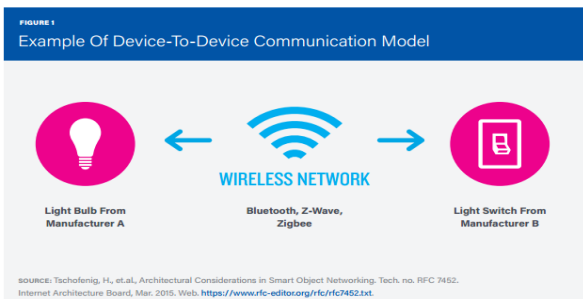 FIGURE 1
Example Of Device-To-Device Communication Model
WIRELESS NETWORK
Light Bulb From
Manufacturer A
Bluetooth, Z-Wave,
Zigbee
Light Switch From
Manufacturer B
SOURCE: Tschofenig, H., et.al., Architectural Considerations in Smart Object Networking. Tech. no. RFC 7452.
Internet Architecture Board, Mar. 2015. Web. https://www.rfc-editor.org/rfc/rfc7452.txt.